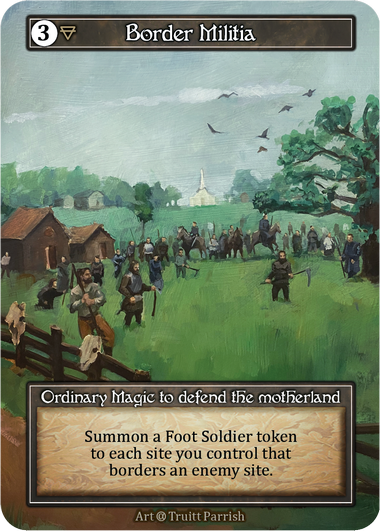 3
Border Militia
Ordinary Magic to defend the motherland
Summon a Foot Soldier token
to each site you control that
borders an enemy site.
Art @ Truitt Parrish